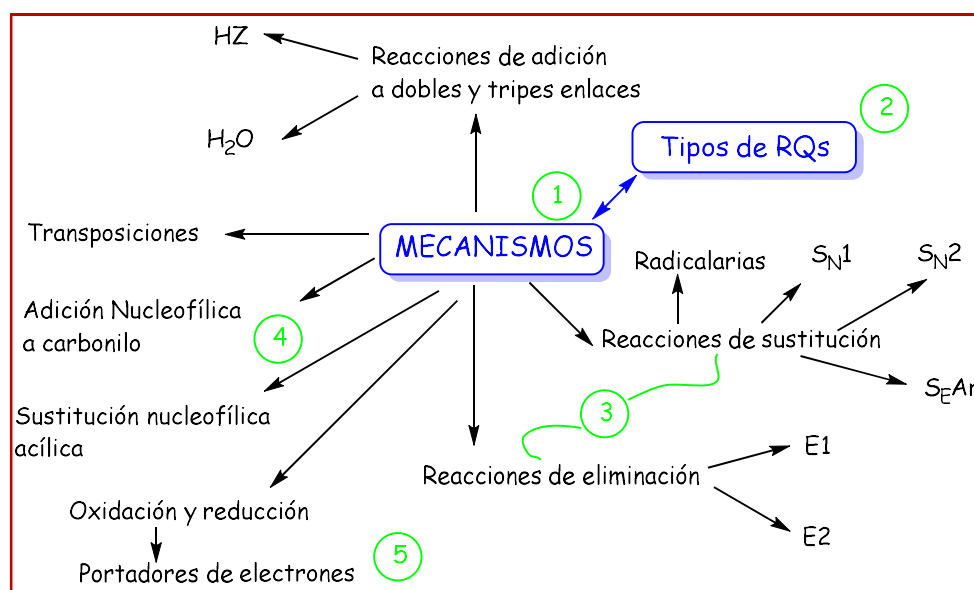 HZ
Reacciones de adición
a dobles y tripes enlaces
H2O
2
Tipos de RQs
1
MECANISMOS
Transposiciones
Radicalarias
SN1
SN2
Adición Nucleofílica
a carbonilo
4
Reacciones de sustitución
SEAr
3
Sustitución nucleofílica
acílica
Reacciones de eliminación
E1
E2
Oxidación y reducción
5
Portadores de electrones